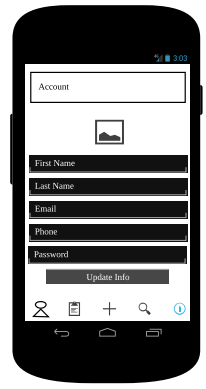 3:03
Account
First Name
Last Name
Email
Phone
Password
Update Info